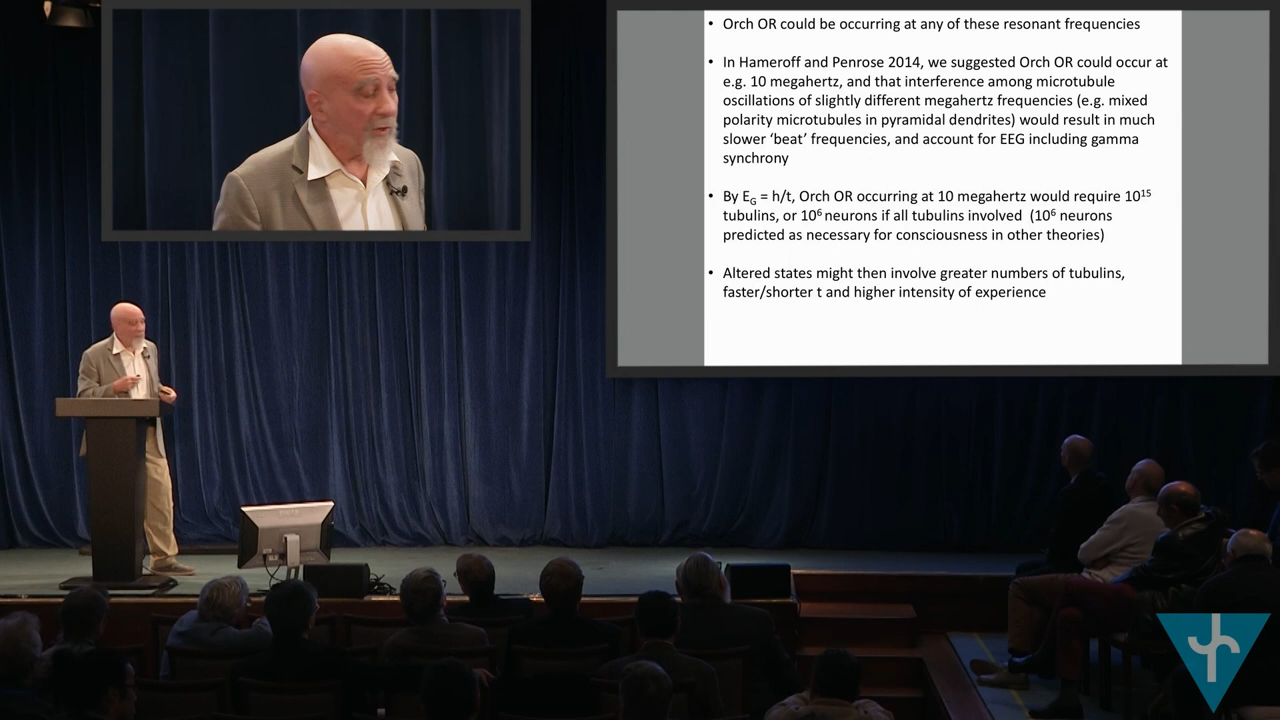 • Orch OR could be occurring at any of these resonant frequencies
• In Hameroff and Penrose 2014, we suggested Orch OR could occur at
e.g. 10 megahertz, and that interference among microtubule
oscillations of slightly different megahertz frequencies (e.g. mixed
polarity microtubules in pyramidal dendrites) would result in much
slower ‘beat’ frequencies, and account for EEG including gamma
synchrony
• By E_G = h/t, Orch OR occurring at 10 megahertz would require 10¹⁵
tubulins, or 10⁶ neurons if all tubulins involved (10⁶ neurons
predicted as necessary for consciousness in other theories)
• Altered states might then involve greater numbers of tubulins,
faster/shorter t and higher intensity of experience